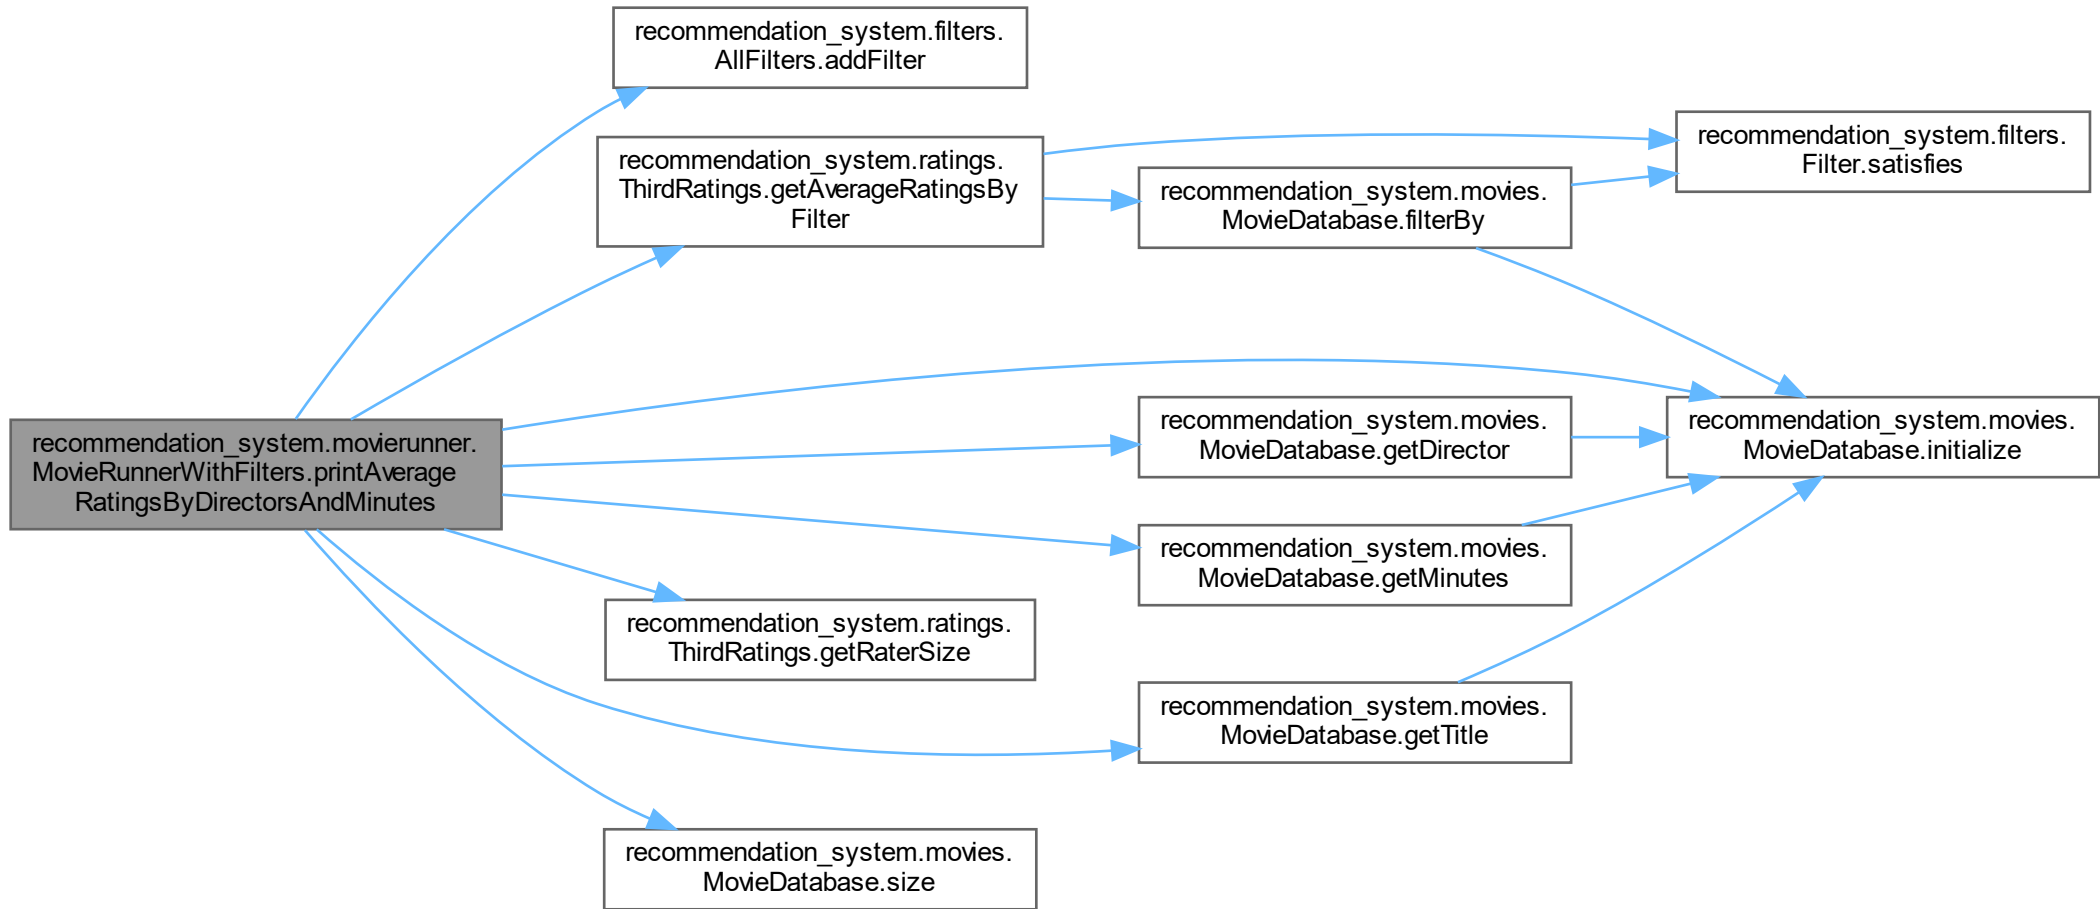 recommendation_system.filters.
AllFilters.addFilter
recommendation_system.ratings.
ThirdRatings.getAverageRatingsBy
Filter
recommendation_system.filters.
Filter.satisfies
recommendation_system.movies.
MovieDatabase.filterBy
recommendation_system.movierunner.
MovieRunnerWithFilters.printAverage
RatingsByDirectorsAndMinutes
recommendation_system.movies.
MovieDatabase.getDirector
recommendation_system.movies.
MovieDatabase.initialize
recommendation_system.movies.
MovieDatabase.getMinutes
recommendation_system.ratings.
ThirdRatings.getRaterSize
recommendation_system.movies.
MovieDatabase.getTitle
recommendation_system.movies.
MovieDatabase.size